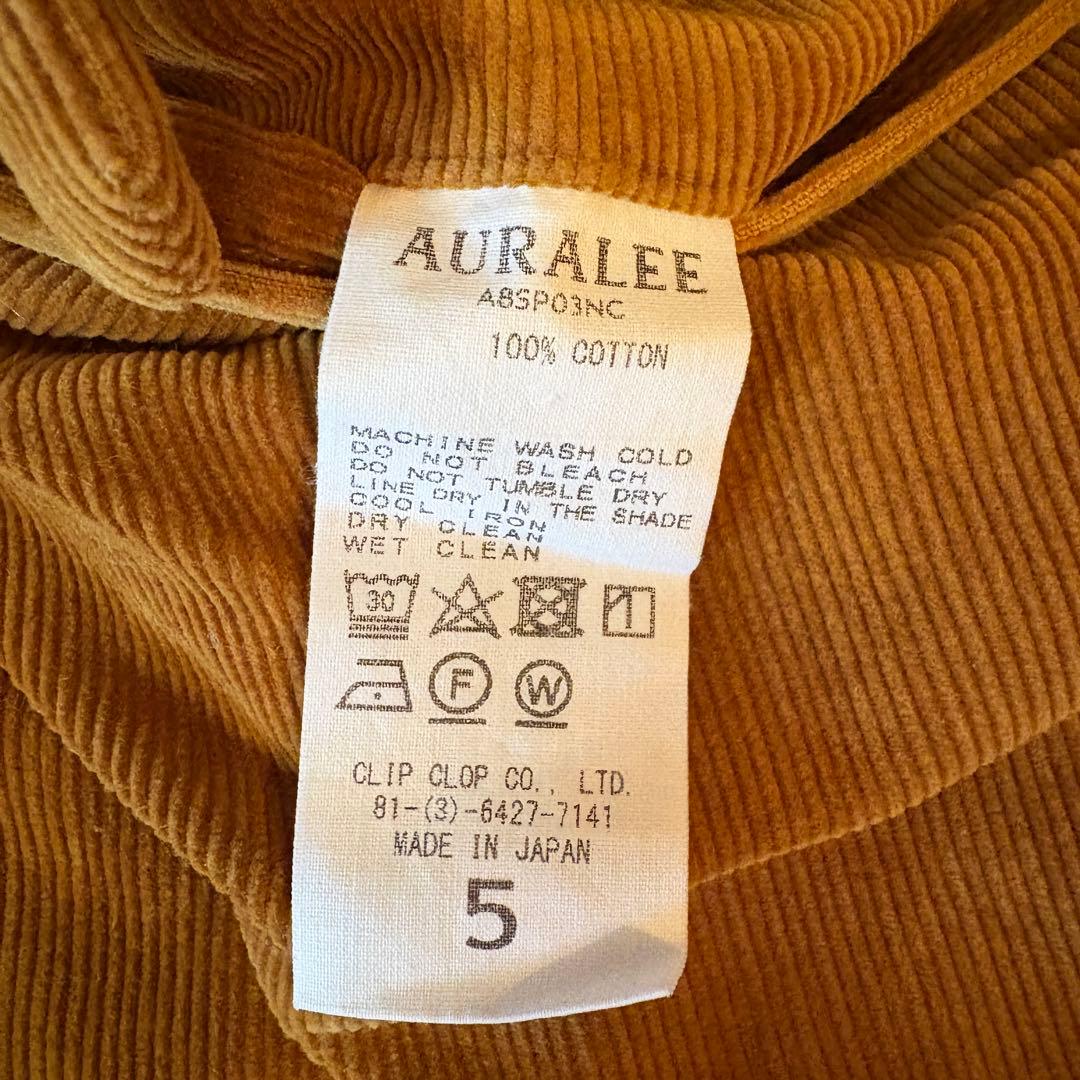 AURALEE
A8SP03NC
100% COTTON
MACHINE WASH COLD
DO NOT BLEACH
DO NOT TUMBLE DRY
LINE DRY IN THE SHADE
COOL IRON
DRY CLEAN
WET CLEAN
30
F W
CLIP CLOP CO., LTD.
81-(3)-6427-7141
MADE IN JAPAN
5